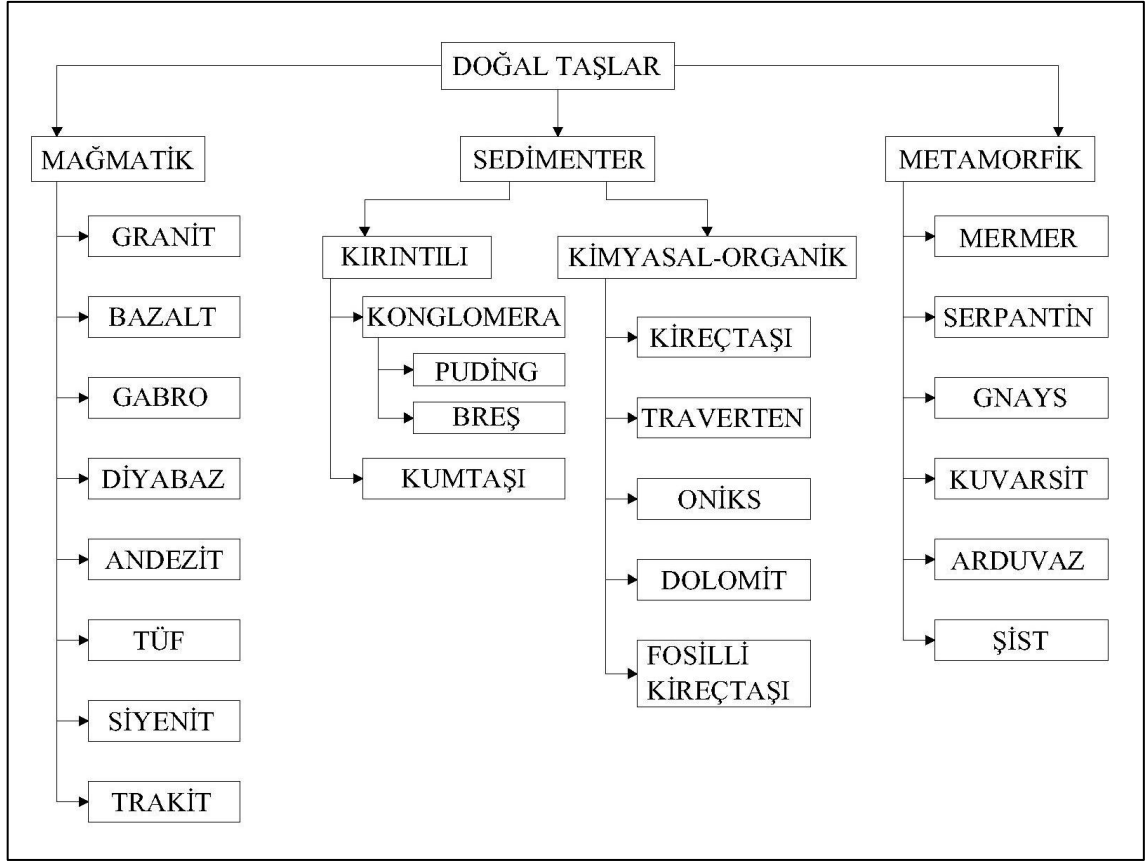 DOĞAL TAŞLAR
MAĞMATİK
GRANİT
BAZALT
GABRO
DİYABAZ
ANDEZİT
TÜF
SİYENİT
TRAKİT
SEDİMENTER
KIRINTILI
KONGLOMERA
PUDİNG
BREŞ
KUMTAŞI
KİMYASAL-ORGANİK
KİREÇTAŞI
TRAVERTEN
ONİKS
DOLOMİT
FOSİLLİ
KİREÇTAŞI
METAMORFİK
MERMER
SERPANTİN
GNAYS
KUVARSİT
ARDUVAZ
ŞİST